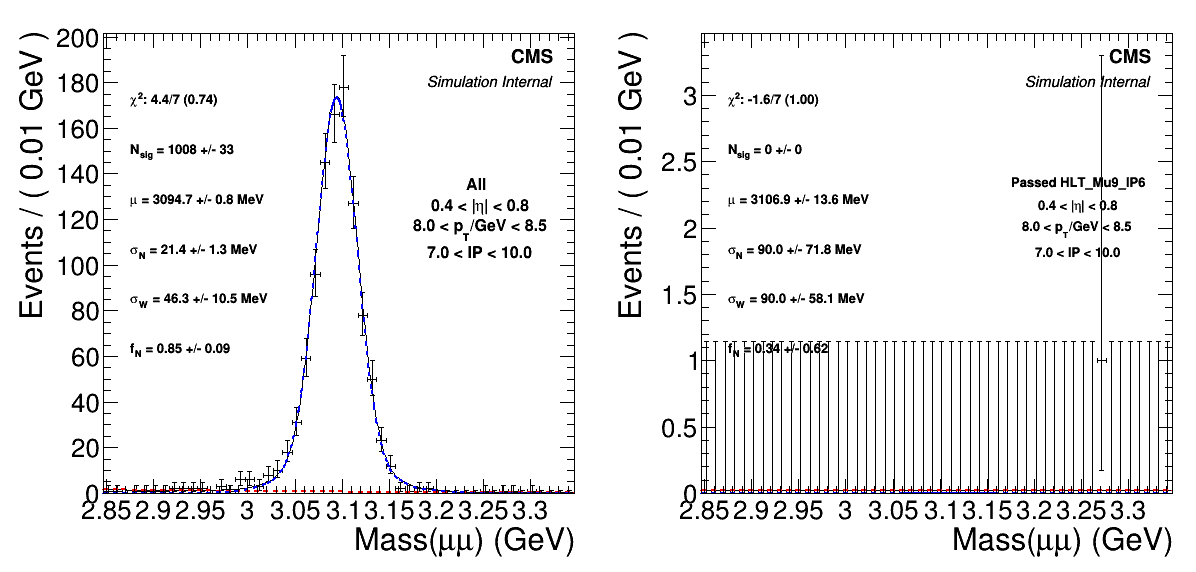 CMS
Simulation Internal
χ²: 4.4/7 (0.74)
N_sig = 1008 +/- 33
μ = 3094.7 +/- 0.8 MeV
σ_N = 21.4 +/- 1.3 MeV
σ_W = 46.3 +/- 10.5 MeV
f_N = 0.85 +/- 0.09
All
0.4 < |η| < 0.8
8.0 < p_T/GeV < 8.5
7.0 < IP < 10.0
Events / ( 0.01 GeV )
200
180
160
140
120
100
80
60
40
20
0
2.85 2.9 2.95 3 3.05 3.1 3.15 3.2 3.25 3.3
Mass(μμ) (GeV)
CMS
Simulation Internal
χ²: -1.6/7 (1.00)
N_sig = 0 +/- 0
μ = 3106.9 +/- 13.6 MeV
σ_N = 90.0 +/- 71.8 MeV
σ_W = 90.0 +/- 58.1 MeV
f_N = 0.34 +/- 0.62
Passed HLT_Mu9_IP6
0.4 < |η| < 0.8
8.0 < p_T/GeV < 8.5
7.0 < IP < 10.0
Events / ( 0.01 GeV )
3
2.5
2
1.5
1
0.5
0
2.85 2.9 2.95 3 3.05 3.1 3.15 3.2 3.25 3.3
Mass(μμ) (GeV)